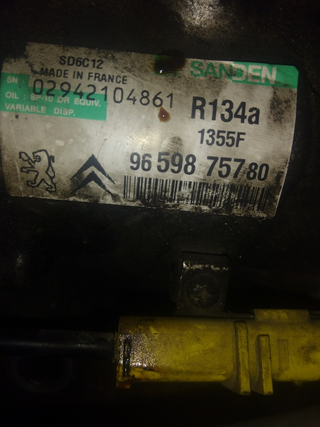 SD6C12
SANDEN
MADE IN FRANCE
SN: 02942104861
OIL : SP-10 OR EQUIV.
VARIABLE DISP.
R134a
1355F
96 598 757 80